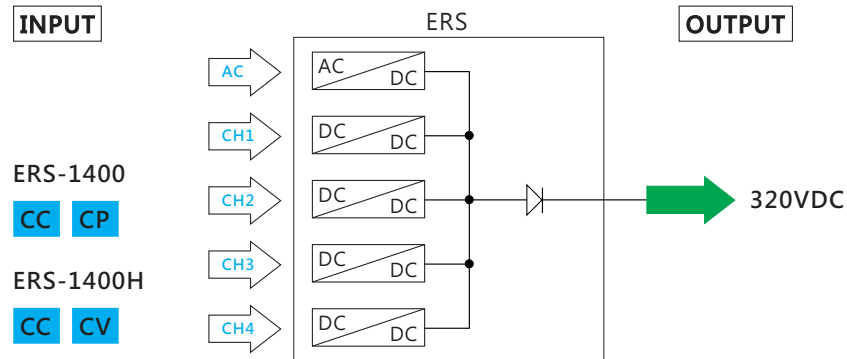 INPUT
ERS
OUTPUT
AC
AC
DC
CH1
DC
DC
ERS-1400
CH2
DC
DC
320VDC
CC CP
CH3
DC
DC
ERS-1400H
CC CV
CH4
DC
DC